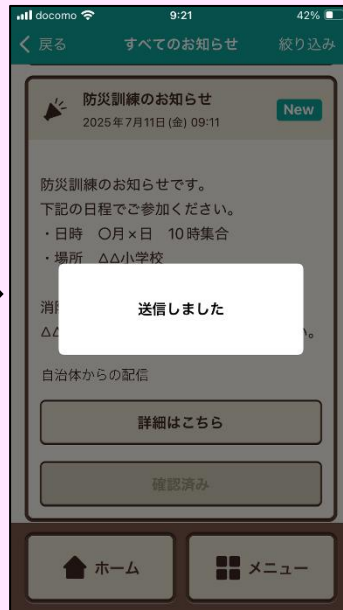 docomo 9:21 42%
戻る すべてのお知らせ 絞り込み
防災訓練のお知らせ
2025年7月11日(金) 09:11
New
防災訓練のお知らせです。
下記の日程でご参加ください。
・日時 〇月×日 10時集合
・場所 △△小学校
送信しました
消
△
い。
自治体からの配信
詳細はこちら
確認済み
ホーム
メニュー